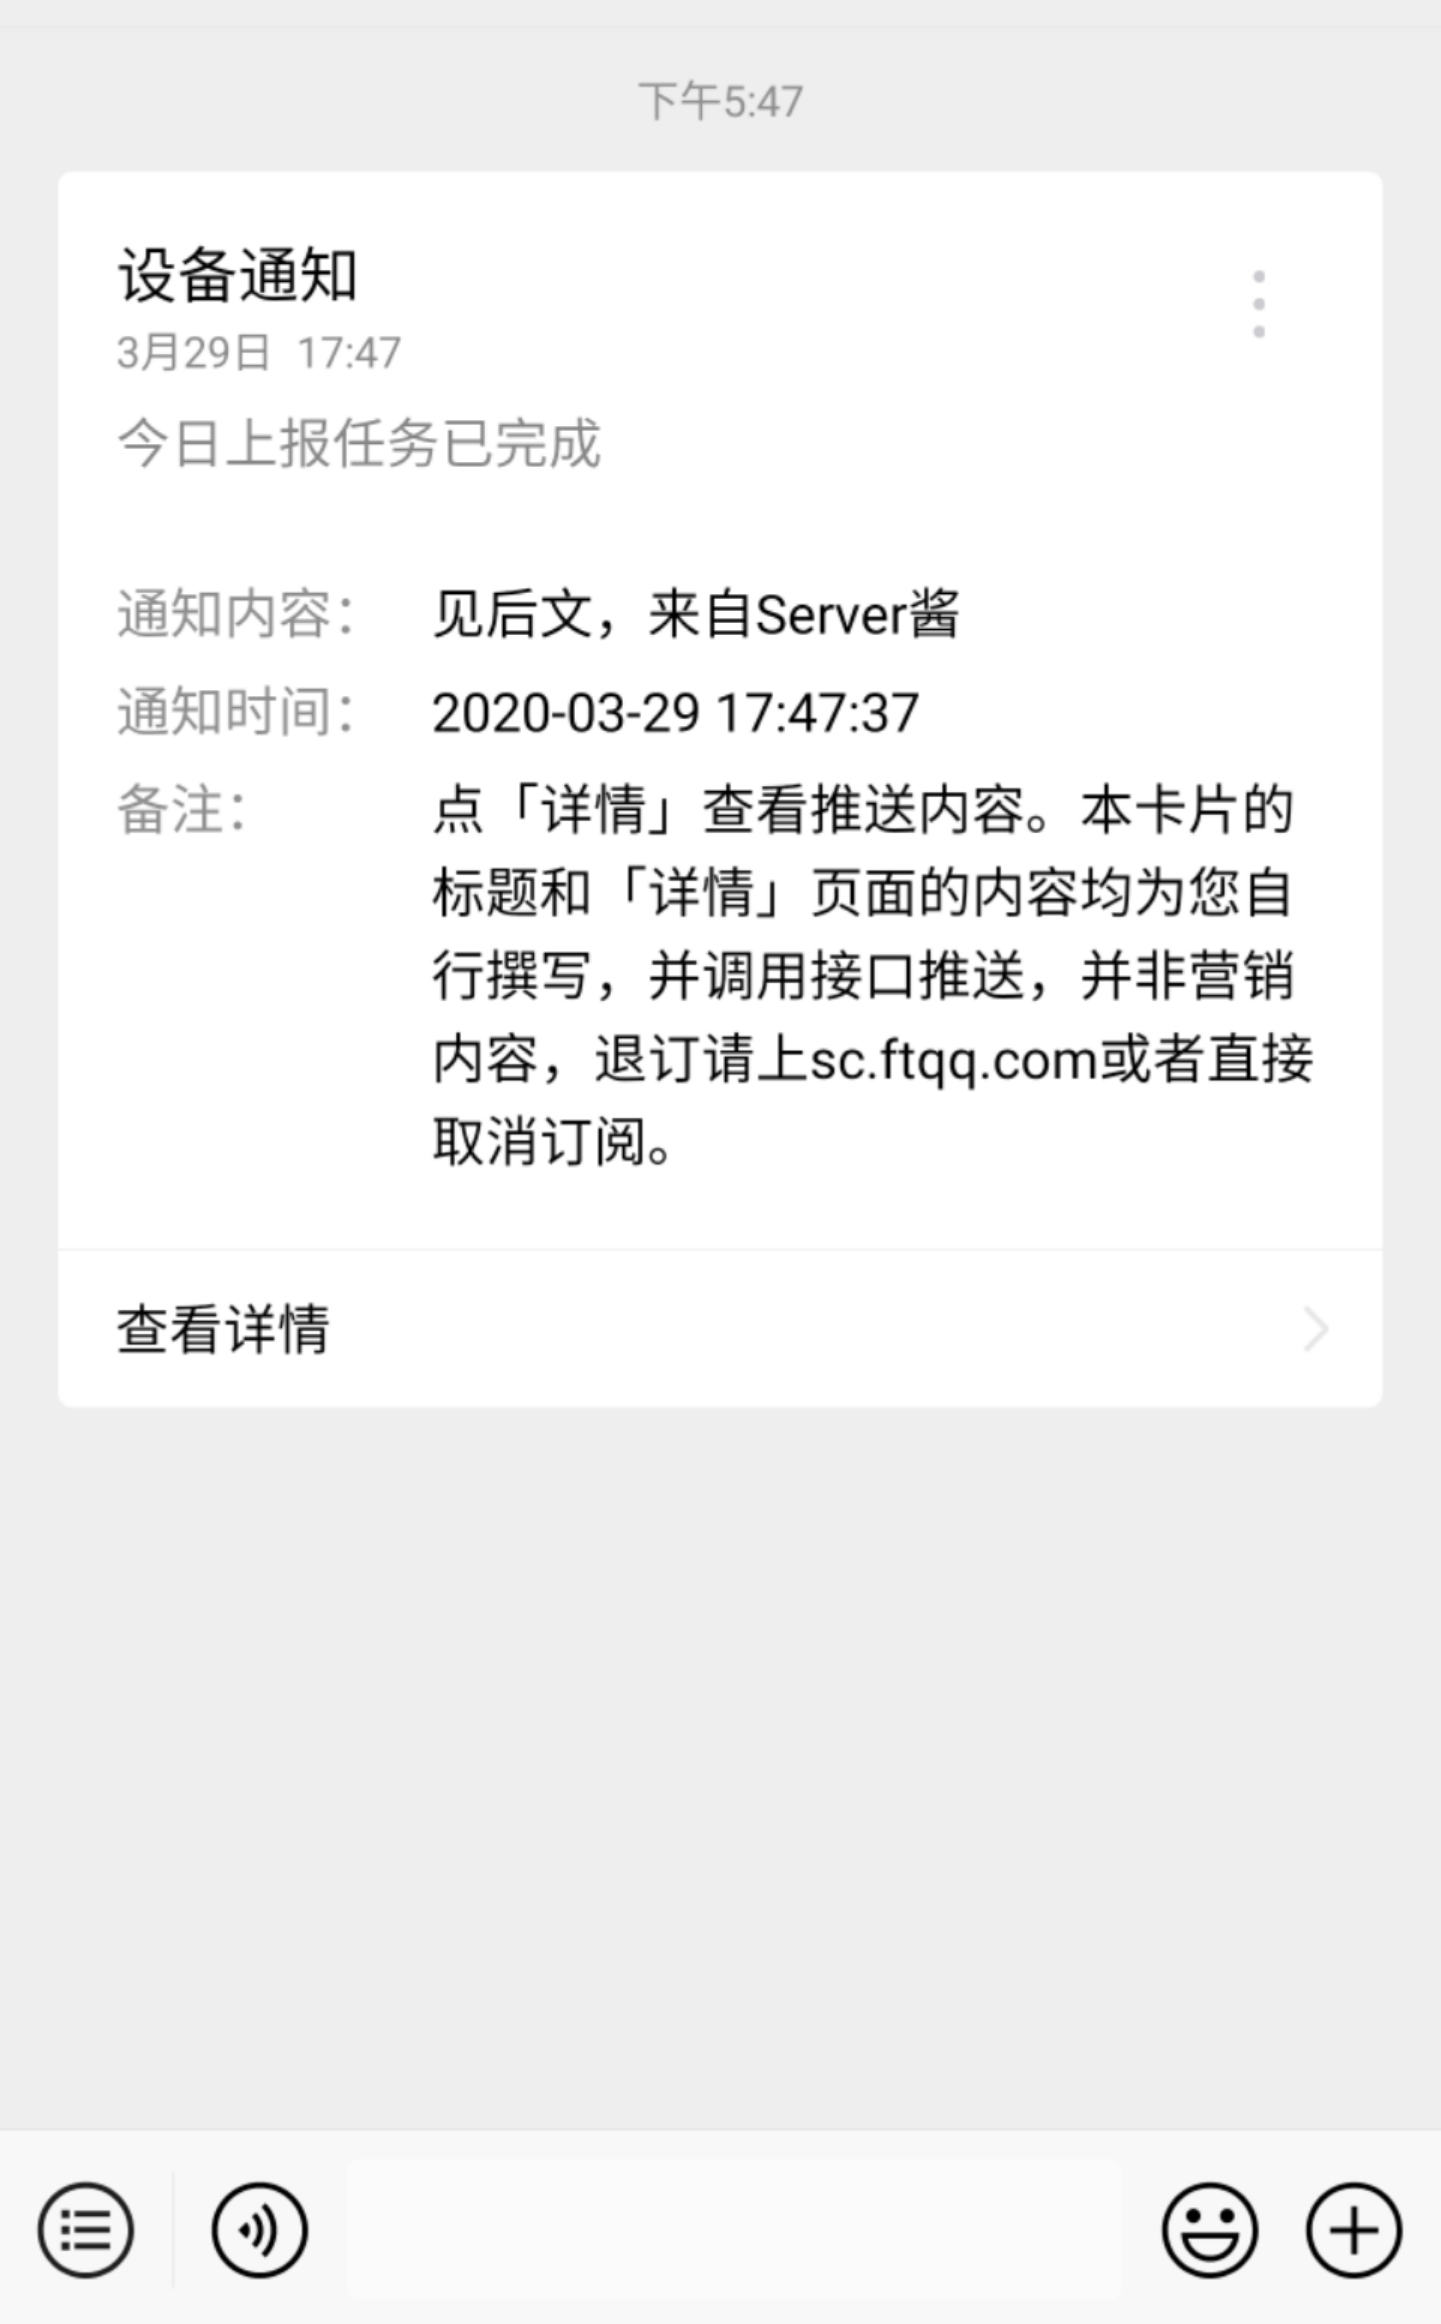 下午5:47
设备通知
3月29日 17:47
今日上报任务已完成
通知内容： 见后文，来自Server酱
通知时间： 2020-03-29 17:47:37
备注： 点「详情」查看推送内容。本卡片的
标题和「详情」页面的内容均为您自
行撰写，并调用接口推送，并非营销
内容，退订请上sc.ftqq.com或者直接
取消订阅。
查看详情